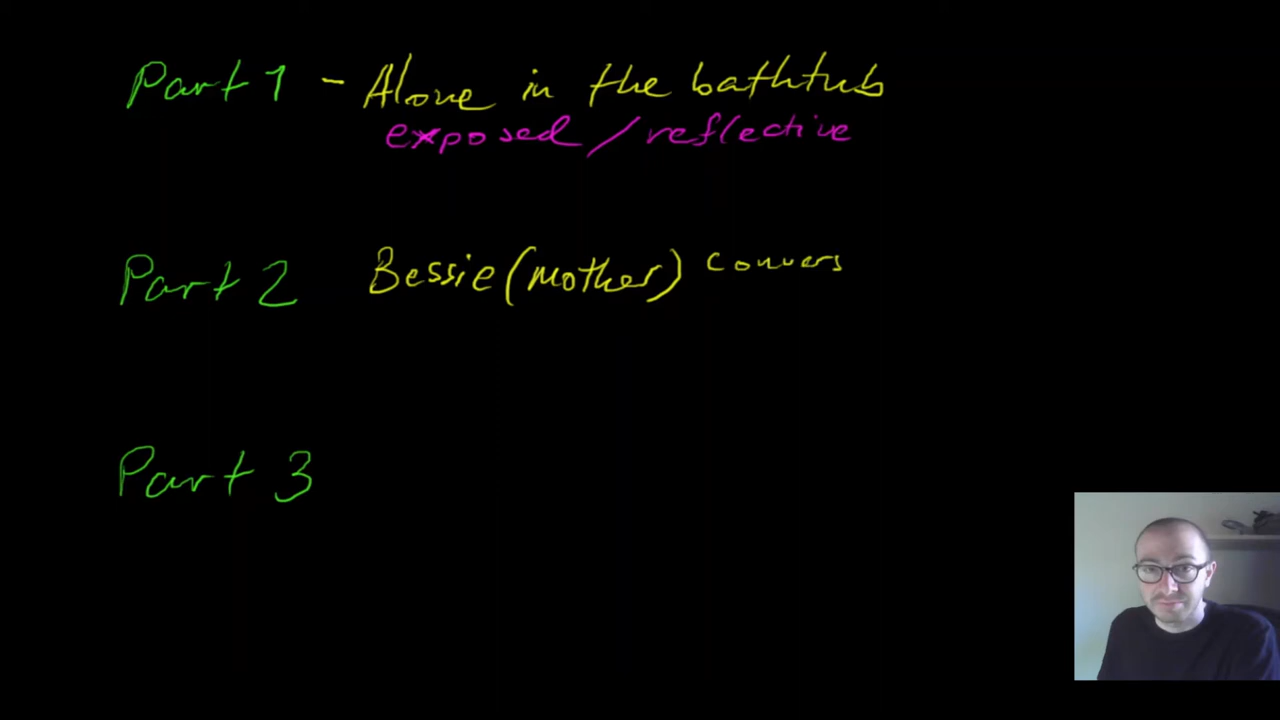 Part 1 - Alone in the bathtub
exposed / reflective
Part 2 Bessie (mother) convers
Part 3